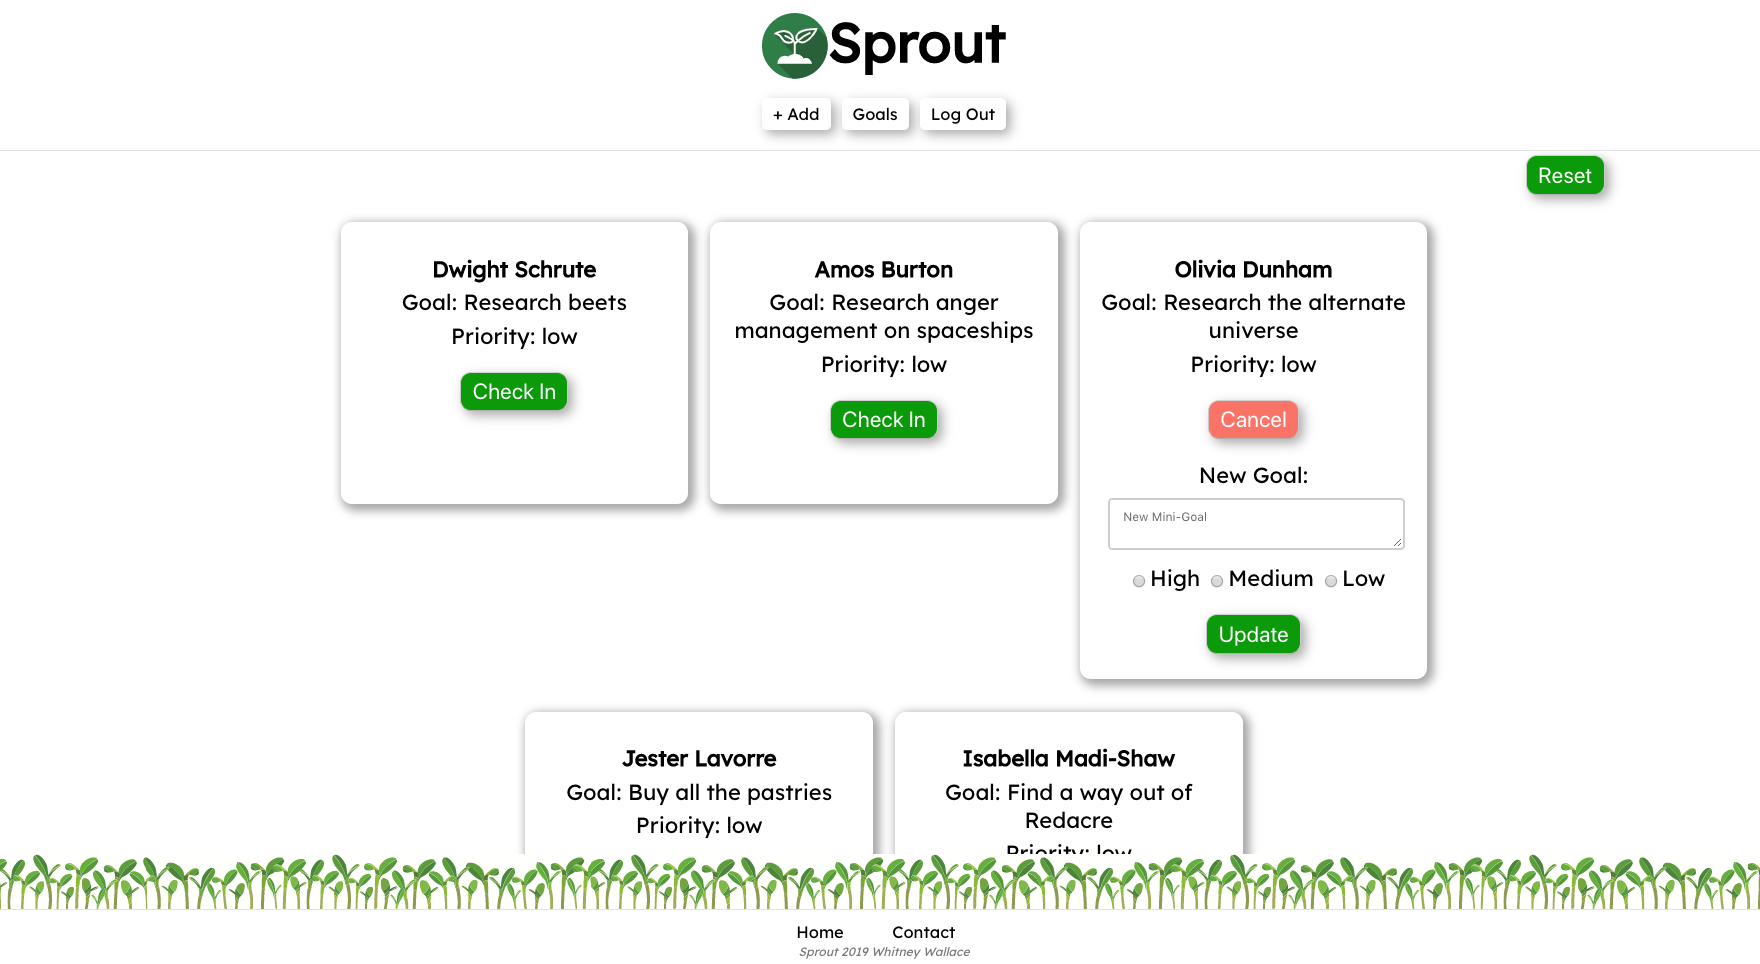 Sprout
+ Add
Goals
Log Out
Reset
Dwight Schrute
Goal: Research beets
Priority: low
Check In
Amos Burton
Goal: Research anger
management on spaceships
Priority: low
Check In
Olivia Dunham
Goal: Research the alternate
universe
Priority: low
Cancel
New Goal:
New Mini-Goal
High
Medium
Low
Update
Jester Lavorre
Goal: Buy all the pastries
Priority: low
Isabella Madi-Shaw
Goal: Find a way out of
Redacre
Priority: low
Home
Contact
Sprout 2019 Whitney Wallace